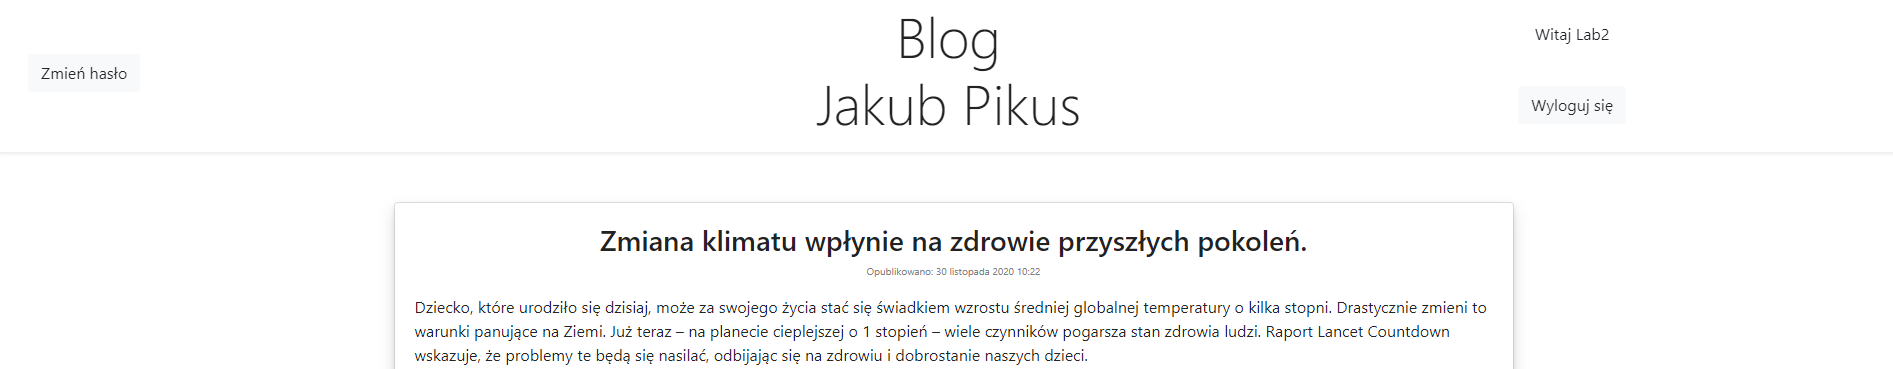 Blog
Jakub Pikus
Witaj Lab2
Zmień hasło
Wyloguj się
Zmiana klimatu wpłynie na zdrowie przyszłych pokoleń.
Opublikowano: 30 listopada 2020 10:22
Dziecko, które urodziło się dzisiaj, może za swojego życia stać się świadkiem wzrostu średniej globalnej temperatury o kilka stopni. Drastycznie zmieni to
warunki panujące na Ziemi. Już teraz – na planecie cieplejszej o 1 stopień – wiele czynników pogarsza stan zdrowia ludzi. Raport Lancet Countdown
wskazuje, że problemy te będą się nasilać, odbijając się na zdrowiu i dobrostanie naszych dzieci.